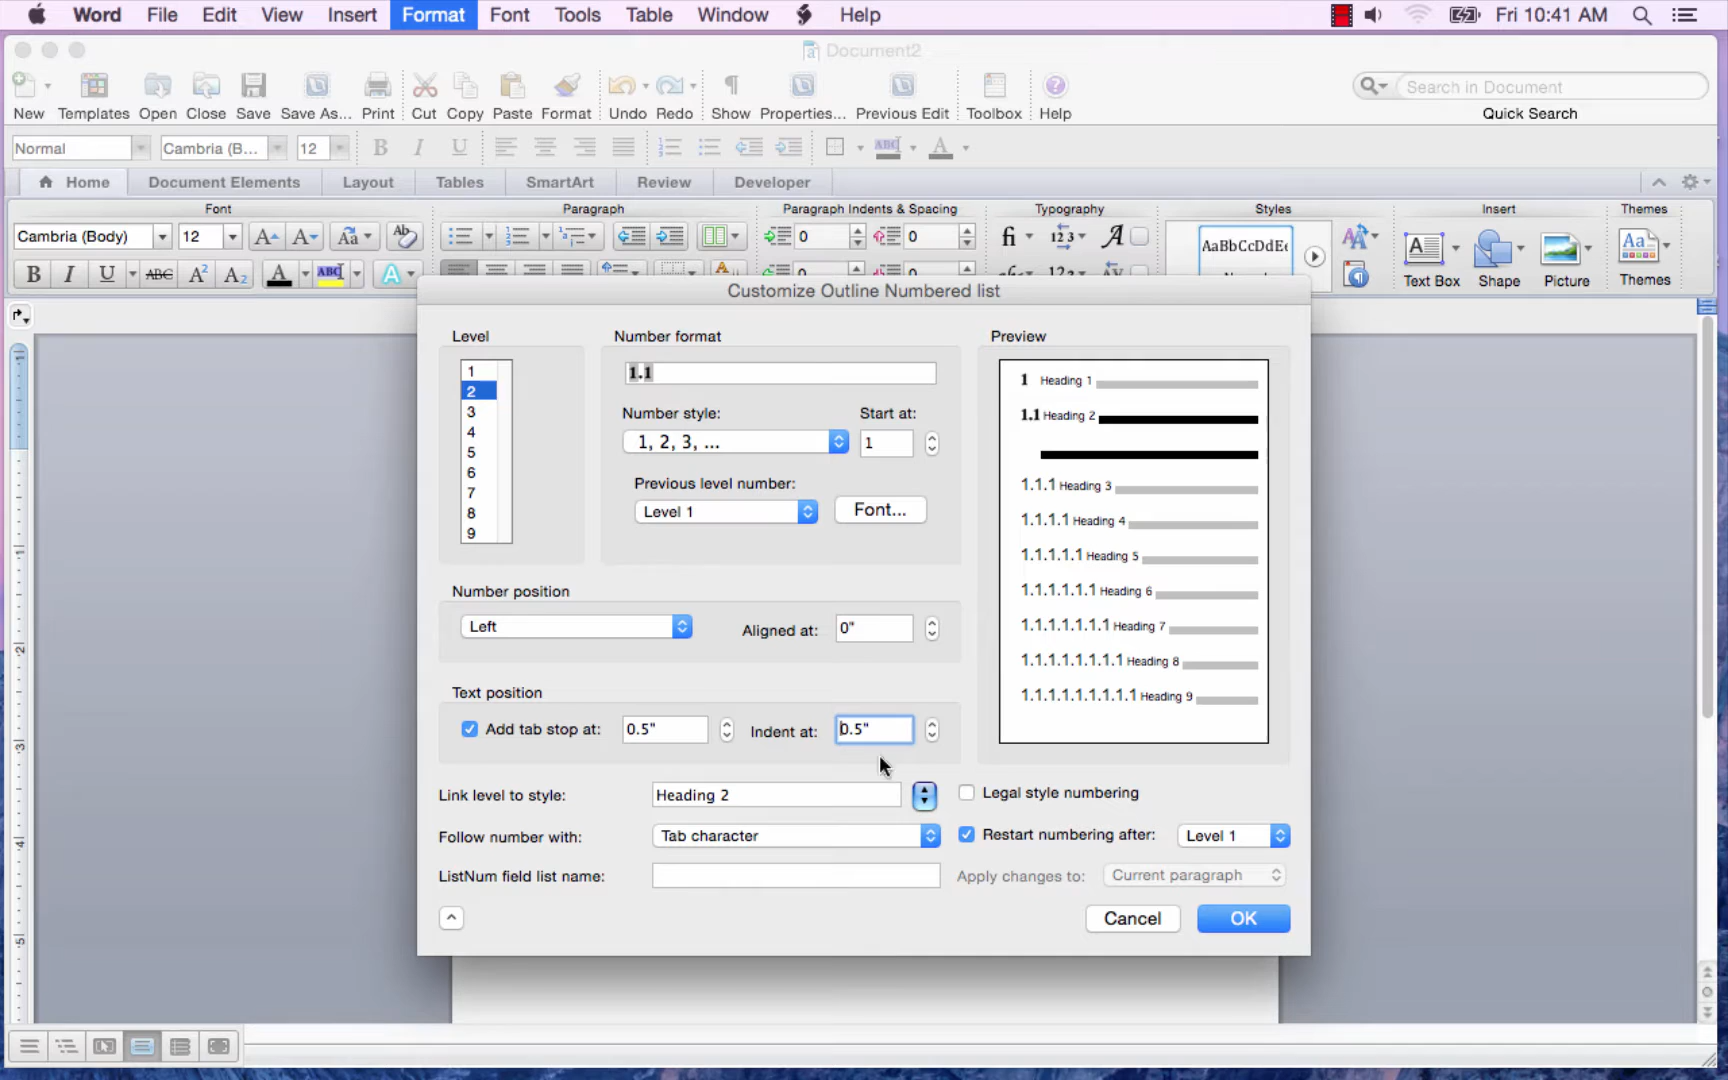 Word File Edit View Insert Format Font Tools Table Window Help Fri 10:41 AM
Document2
New Templates Open Close Save Save As... Print Cut Copy Paste Format Undo Redo Show Properties... Previous Edit Toolbox Help
Search in Document
Quick Search
Normal Cambria (B... 12 B I U ABC A
Home Document Elements Layout Tables SmartArt Review Developer
Font Paragraph Paragraph Indents & Spacing Typography Styles Insert Themes
Cambria (Body) 12 A A Aa Ab 0 0 fi 123 A AaBbCcDdEe
B I U ABC A² A₂ A ABC A
Text Box Shape Picture Themes
Customize Outline Numbered list
Level Number format Preview
1
2
3
4
5
6
7
8
9
1.1
Number style: Start at:
1, 2, 3, ... 1
Previous level number:
Level 1 Font...
Number position
Left Aligned at: 0"
Text position
Add tab stop at: 0.5" Indent at: 0.5"
1 Heading 1
1.1 Heading 2
1.1.1 Heading 3
1.1.1.1 Heading 4
1.1.1.1.1 Heading 5
1.1.1.1.1.1 Heading 6
1.1.1.1.1.1.1 Heading 7
1.1.1.1.1.1.1.1 Heading 8
1.1.1.1.1.1.1.1.1 Heading 9
Link level to style: Heading 2 Legal style numbering
Follow number with: Tab character Restart numbering after: Level 1
ListNum field list name: Apply changes to: Current paragraph
Cancel OK